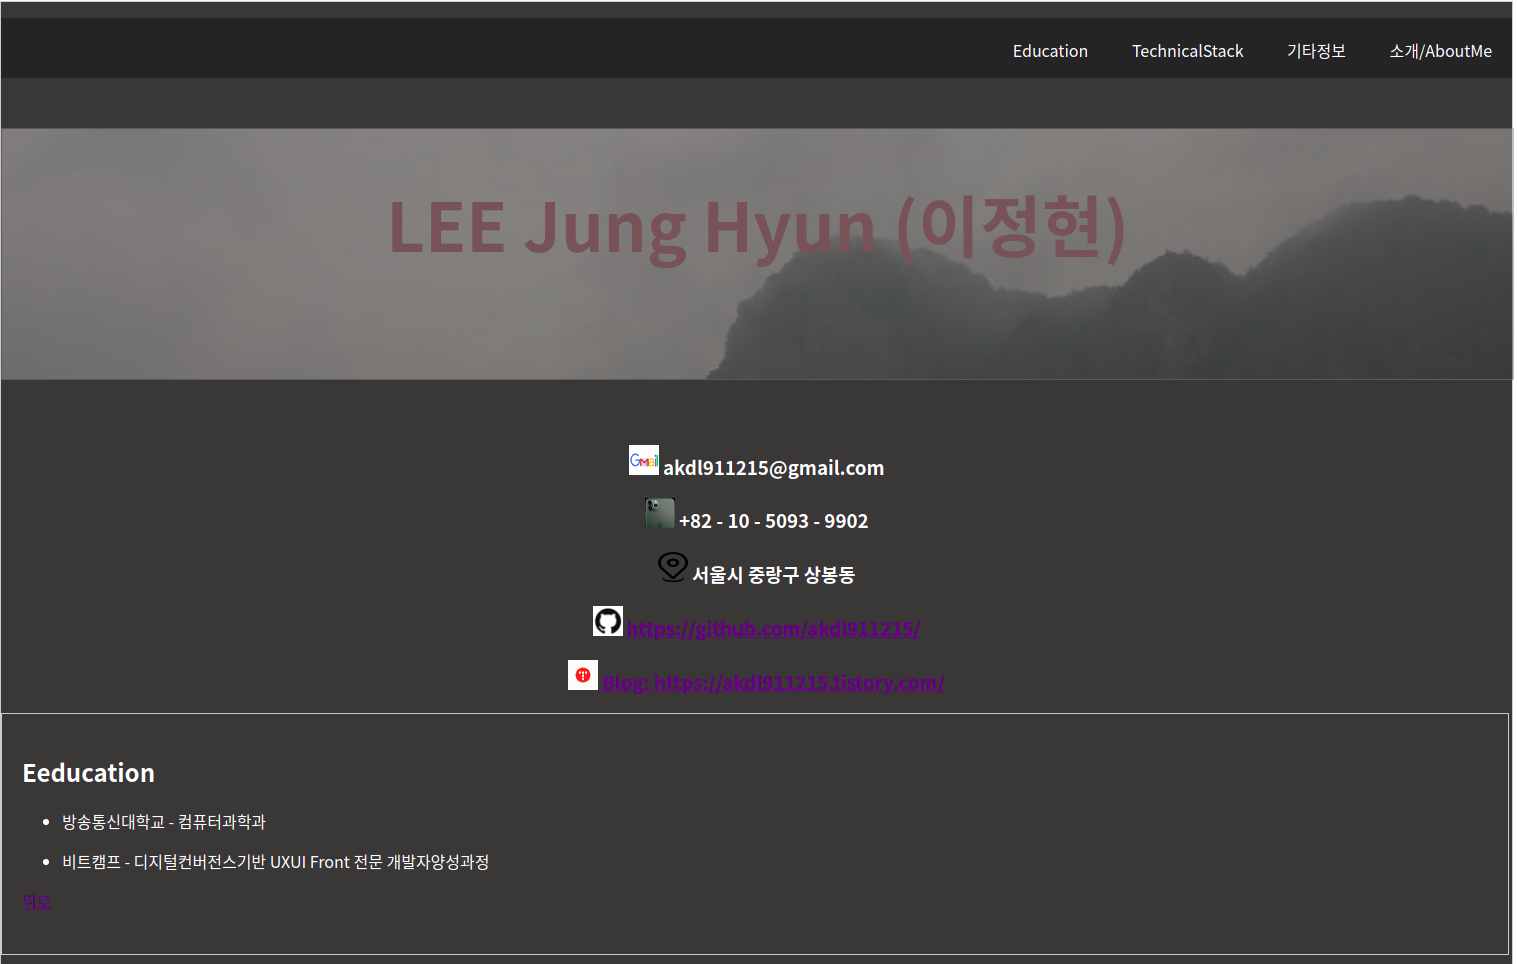 Education TechnicalStack 기타정보 소개/AboutMe
LEE Jung Hyun (이정현)
Gmail akdl911215@gmail.com
+82 - 10 - 5093 - 9902
서울시 중랑구 상봉동
https://github.com/akdl911215/
Blog: https://akdl911215.tistory.com/
Eeducation
방송통신대학교 - 컴퓨터과학과
비트캠프 - 디지털컨버전스기반 UXUI Front 전문 개발자양성과정
위로